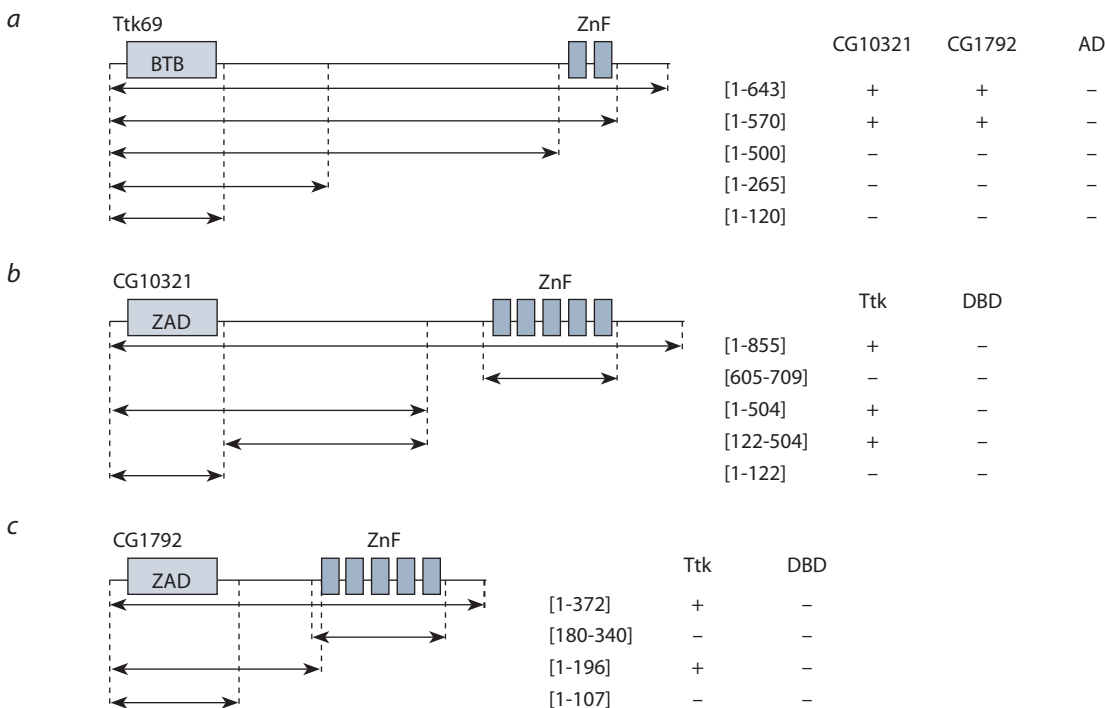 a
Ttk69 ZnF
BTB
CG10321 CG1792 AD
[1-643] + + –
[1-570] + + –
[1-500] – – –
[1-265] – – –
[1-120] – – –
b
CG10321 ZnF
ZAD
Ttk DBD
[1-855] + –
[605-709] – –
[1-504] + –
[122-504] + –
[1-122] – –
c
CG1792 ZnF
ZAD
Ttk DBD
[1-372] + –
[180-340] – –
[1-196] + –
[1-107] – –